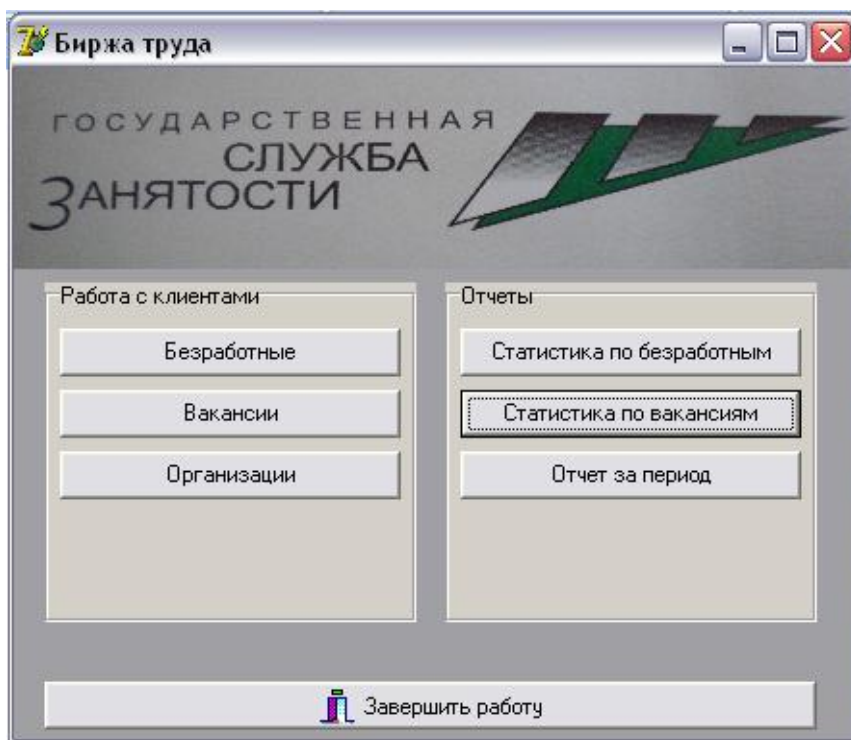 Биржа труда
ГОСУДАРСТВЕННАЯ
СЛУЖБА
ЗАНЯТОСТИ
Работа с клиентами
Безработные
Вакансии
Организации
Отчеты
Статистика по безработным
Статистика по вакансиям
Отчет за период
Завершить работу